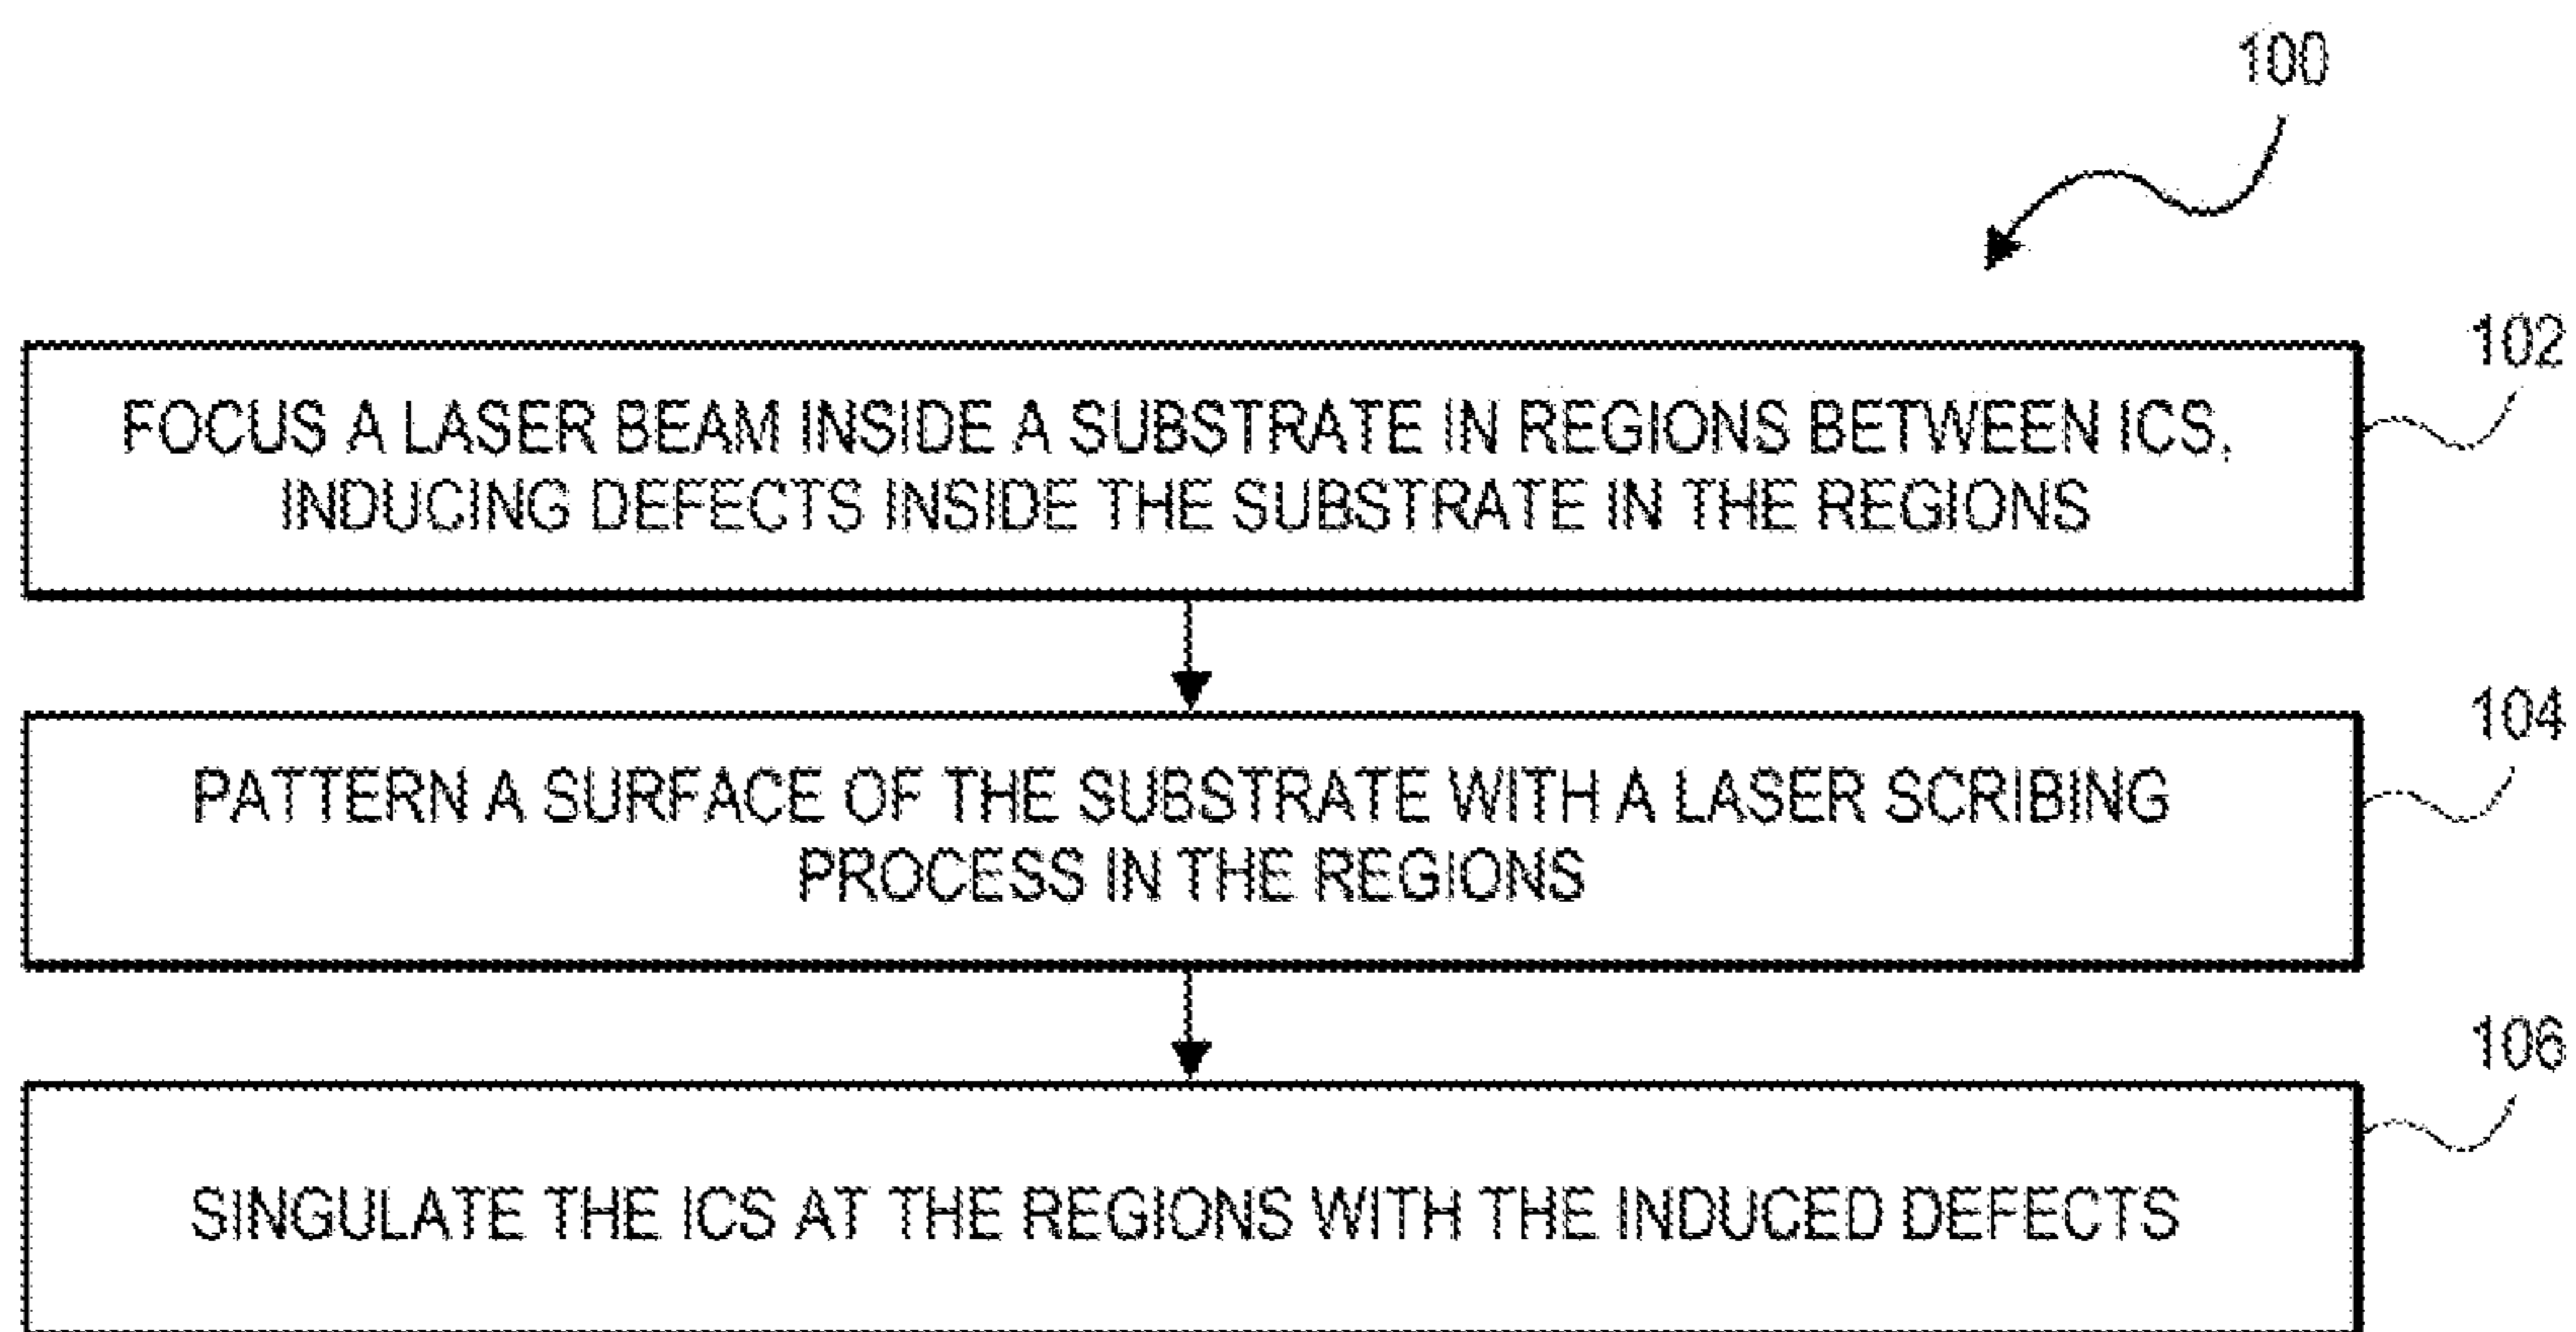 100
102
FOCUS A LASER BEAM INSIDE A SUBSTRATE IN REGIONS BETWEEN ICS,
INDUCING DEFECTS INSIDE THE SUBSTRATE IN THE REGIONS
104
PATTERN A SURFACE OF THE SUBSTRATE WITH A LASER SCRIBING
PROCESS IN THE REGIONS
106
SINGULATE THE ICS AT THE REGIONS WITH THE INDUCED DEFECTS